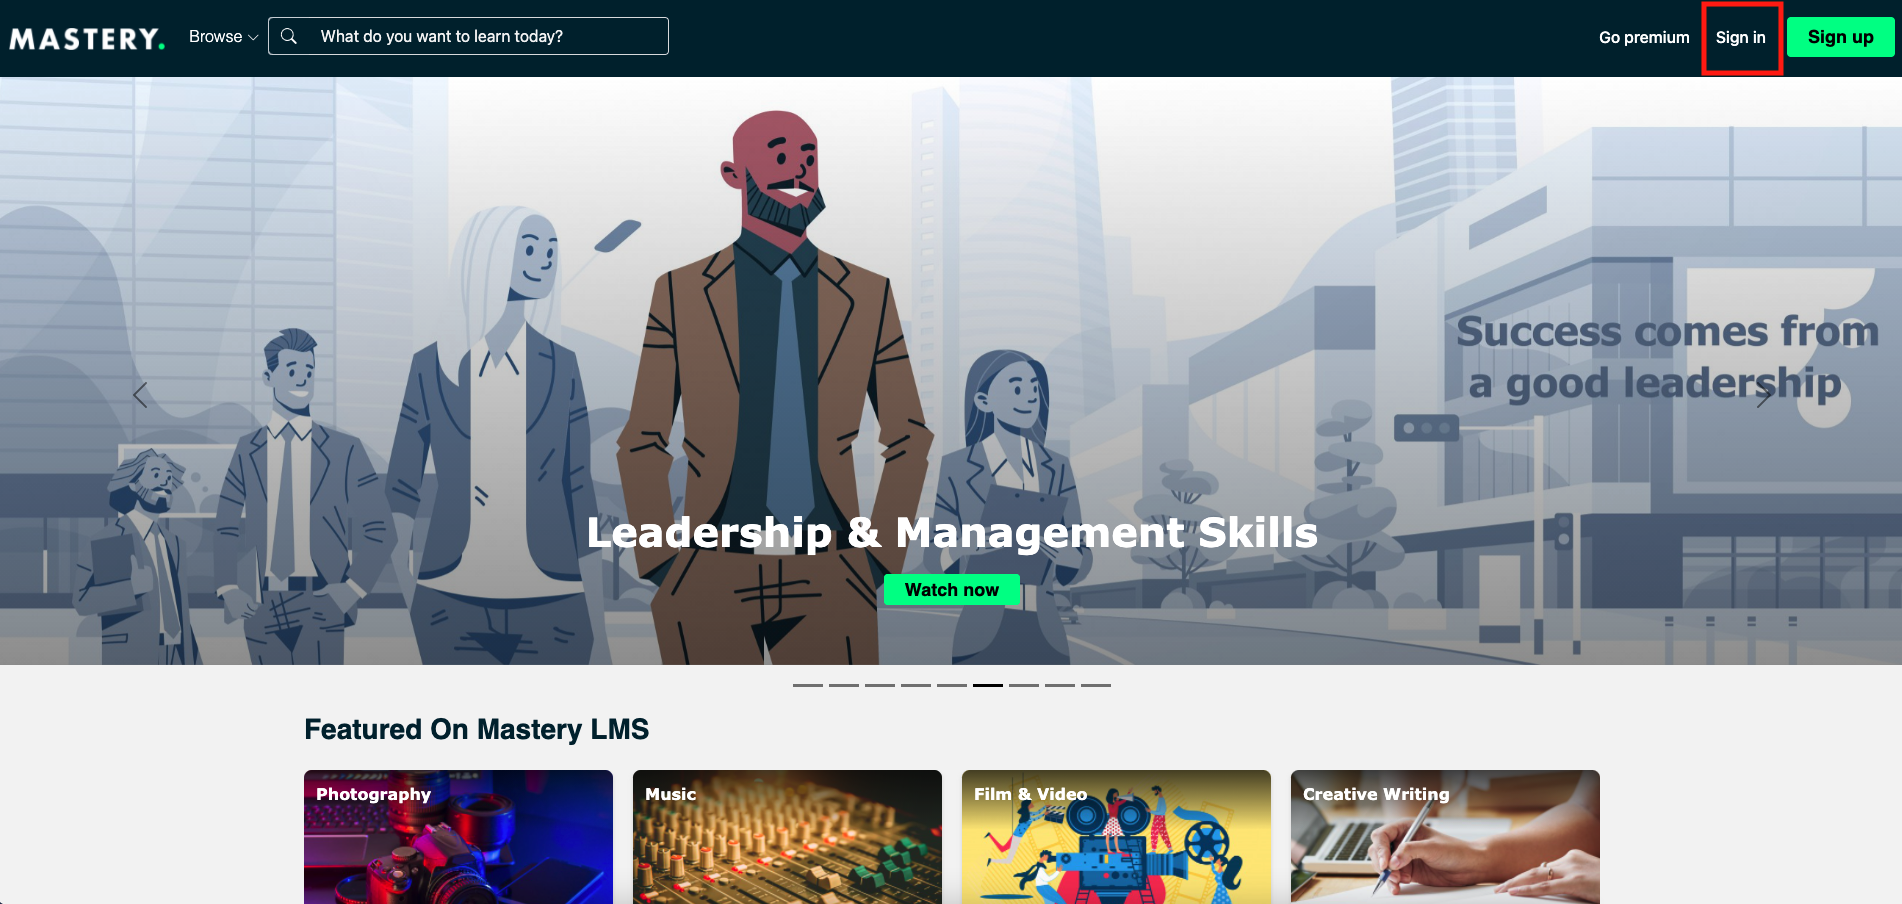 MASTERY.
Browse
What do you want to learn today?
Go premium
Sign in
Sign up
Success comes from
a good leadership
Leadership & Management Skills
Watch now
Featured On Mastery LMS
Photography
Music
Film & Video
Creative Writing